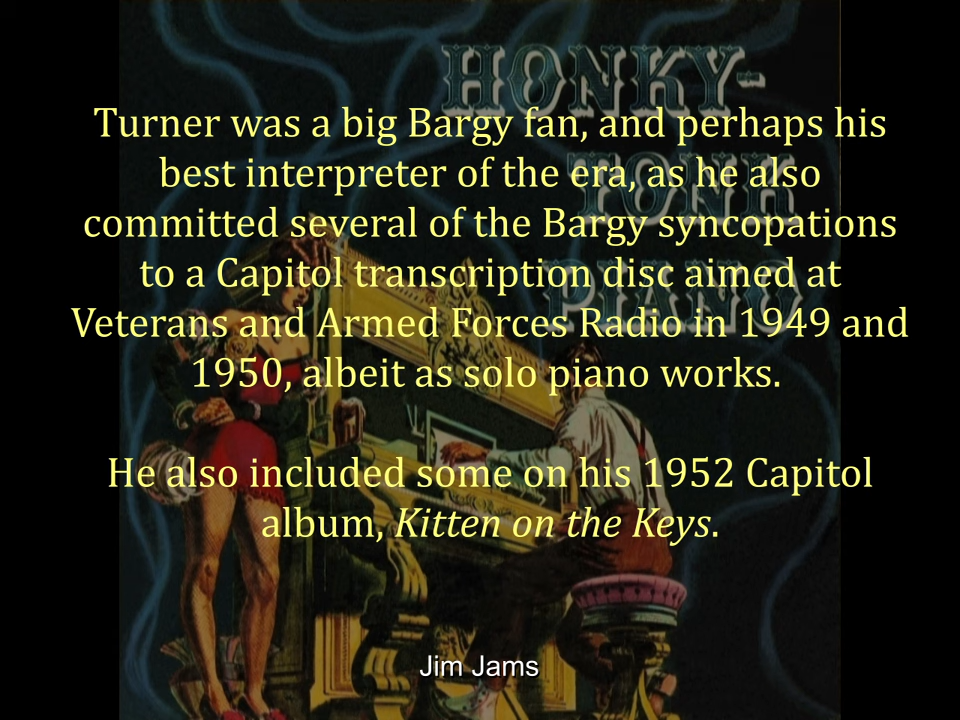 HONKY-
TONK
PIANO
Turner was a big Bargy fan, and perhaps his
best interpreter of the era, as he also
committed several of the Bargy syncopations
to a Capitol transcription disc aimed at
Veterans and Armed Forces Radio in 1949 and
1950, albeit as solo piano works.
He also included some on his 1952 Capitol
album, Kitten on the Keys.
Jim Jams